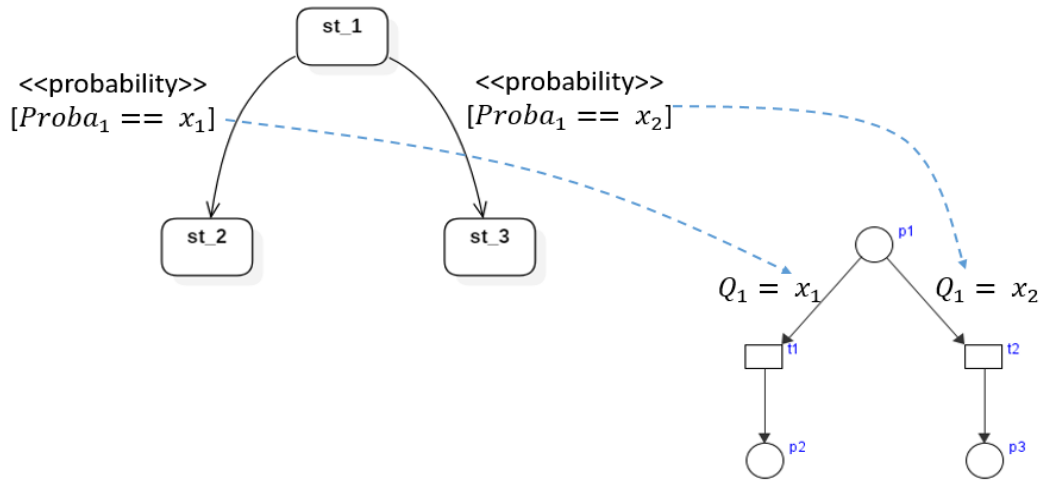 st_1
<<probability>>
[Proba₁ == x₁]
<<probability>>
[Proba₁ == x₂]
st_2
st_3
p1
Q₁ = x₁
Q₁ = x₂
t1
t2
p2
p3